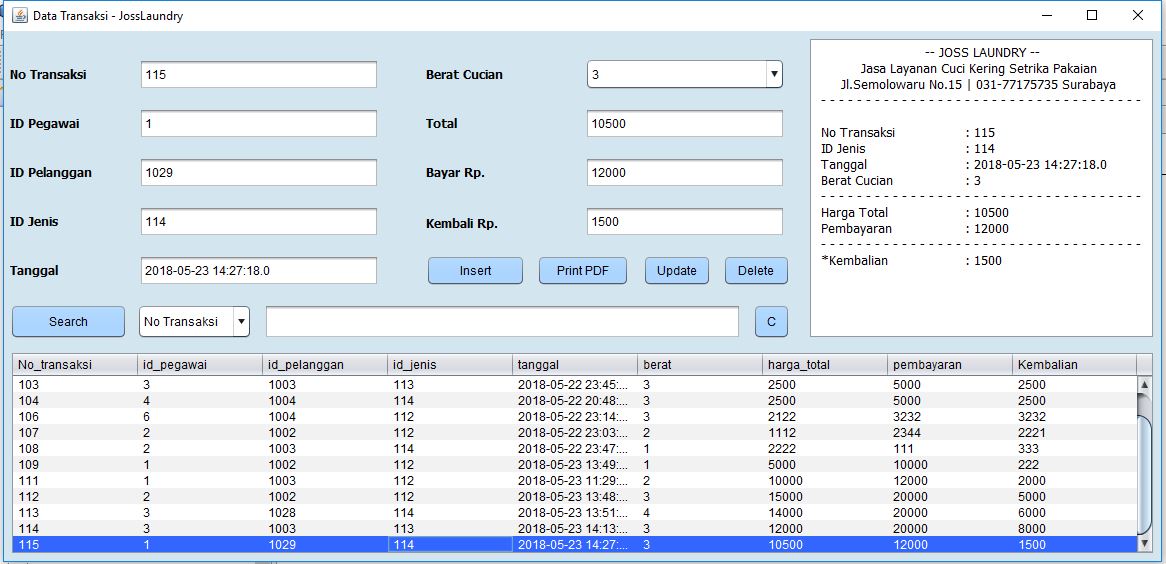 Data Transaksi - JossLaundry
No Transaksi 115
Berat Cucian 3
ID Pegawai 1
Total 10500
ID Pelanggan 1029
Bayar Rp. 12000
ID Jenis 114
Kembali Rp. 1500
Tanggal 2018-05-23 14:27:18.0
Insert Print PDF Update Delete
Search No Transaksi C
-- JOSS LAUNDRY --
Jasa Layanan Cuci Kering Setrika Pakaian
Jl.Semolowaru No.15 | 031-77175735 Surabaya
No Transaksi : 115
ID Jenis : 114
Tanggal : 2018-05-23 14:27:18.0
Berat Cucian : 3
Harga Total : 10500
Pembayaran : 12000
*Kembalian : 1500
No_transaksi id_pegawai id_pelanggan id_jenis tanggal berat harga_total pembayaran Kembalian
103 3 1003 113 2018-05-22 23:45:... 3 2500 5000 2500
104 4 1004 114 2018-05-22 20:48:... 3 2500 5000 2500
106 6 1004 112 2018-05-22 23:14:... 3 2122 3232 3232
107 2 1002 112 2018-05-22 23:03:... 2 1112 2344 2221
108 2 1003 114 2018-05-22 23:47:... 1 2222 111 333
109 1 1002 112 2018-05-23 13:49:... 1 5000 10000 222
111 1 1003 112 2018-05-23 11:29:... 2 10000 12000 2000
112 2 1002 112 2018-05-23 13:48:... 3 15000 20000 5000
113 3 1028 114 2018-05-23 13:51:... 4 14000 20000 6000
114 3 1003 113 2018-05-23 14:13:... 3 12000 20000 8000
115 1 1029 114 2018-05-23 14:27:... 3 10500 12000 1500